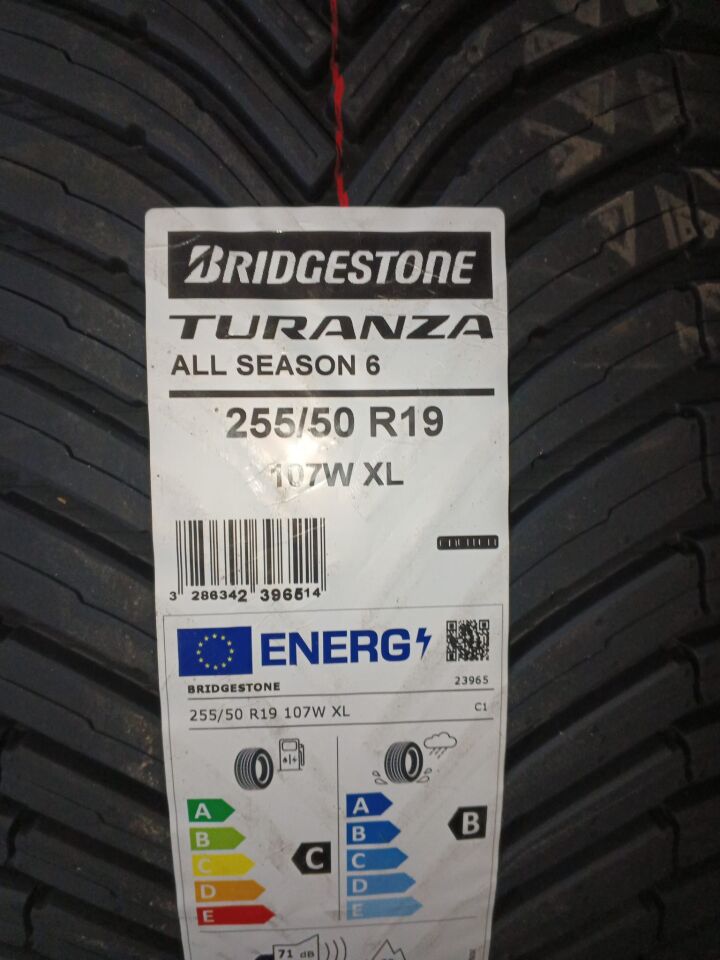 BRIDGESTONE
TURANZA
ALL SEASON 6
255/50 R19
107W XL
3 286342 396514
ENERG
BRIDGESTONE
23965
255/50 R19 107W XL
C1
A
B
C
D
E
C
A
B
C
D
E
B
71 dB